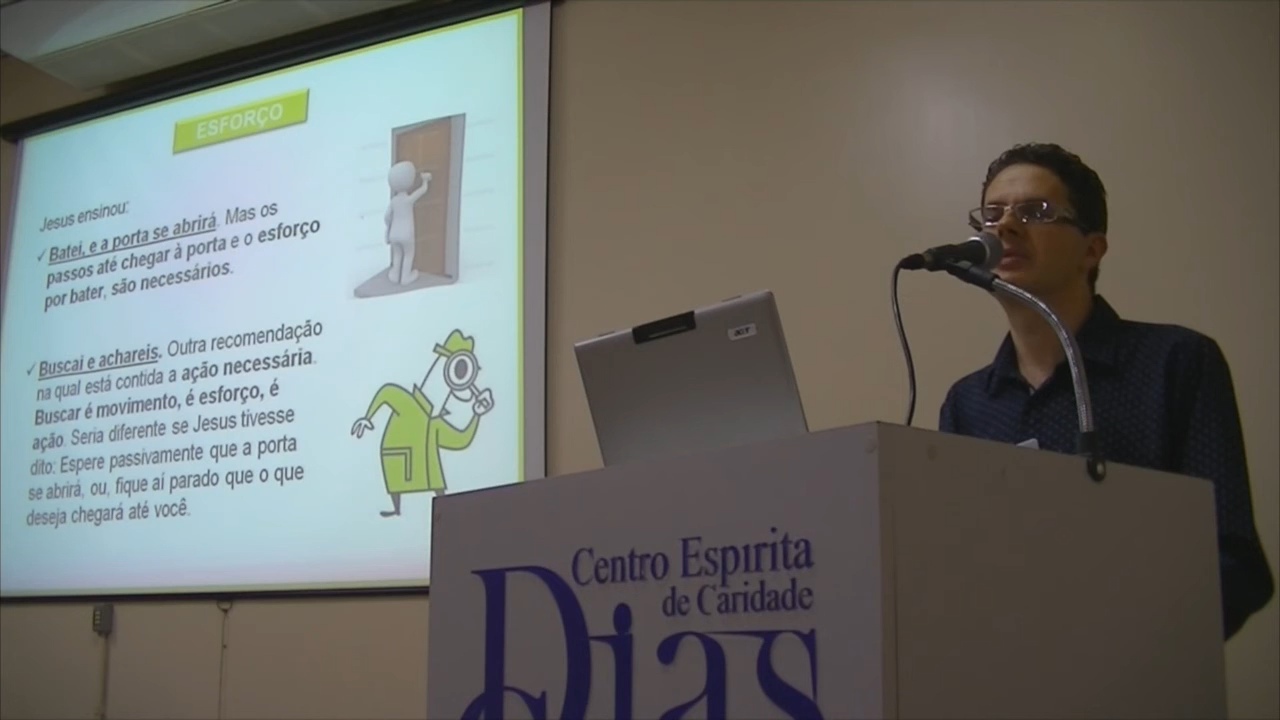 ESFORÇO
Jesus ensinou:
✓Batei, e a porta se abrirá. Mas os
passos até chegar à porta e o esforço
por bater, são necessários.
✓Buscai e achareis. Outra recomendação
na qual está contida a ação necessária.
Buscar é movimento, é esforço, é
ação. Seria diferente se Jesus tivesse
dito: Espere passivamente que a porta
se abrirá, ou, fique aí parado que o que
deseja chegará até você.
acer
Centro Espírita
de Caridade
Dias